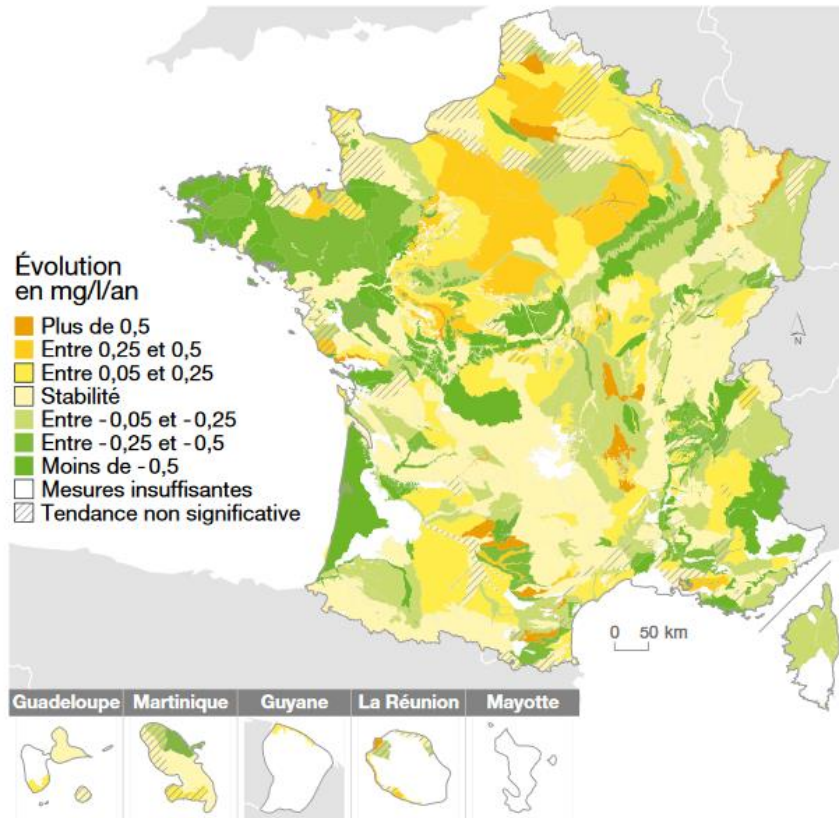 Évolution
en mg/l/an
Plus de 0,5
Entre 0,25 et 0,5
Entre 0,05 et 0,25
Stabilité
Entre - 0,05 et - 0,25
Entre - 0,25 et - 0,5
Moins de - 0,5
Mesures insuffisantes
Tendance non significative
N
0 50 km
Guadeloupe Martinique Guyane La Réunion Mayotte